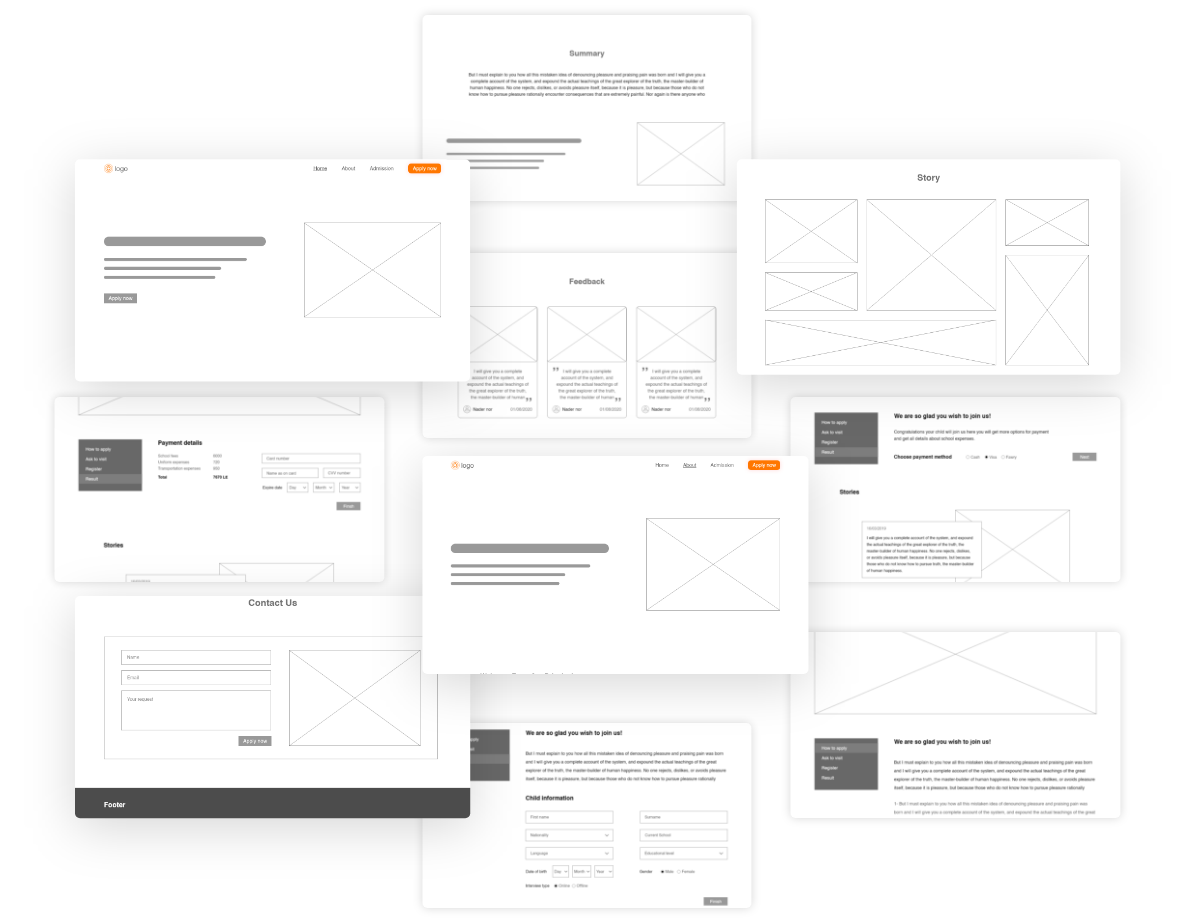 Summary
But I must explain to you how all this mistaken idea of denouncing pleasure and praising pain was born and I will give you a
complete account of the system, and expound the actual teachings of the great explorer of the truth, the master-builder of
human happiness. No one rejects, dislikes, or avoids pleasure itself, because it is pleasure, but because those who do not
know how to pursue pleasure rationally encounter consequences that are extremely painful. Nor again is there anyone who
logo
Home
About
Admission
Apply now
Apply now
Story
Feedback
I will give you a complete
account of the system, and
expound the actual teachings of
the great explorer of the truth,
the master-builder of human
Nader nor
01/08/2020
I will give you a complete
account of the system, and
expound the actual teachings of
the great explorer of the truth,
the master-builder of human
Nader nor
01/08/2020
I will give you a complete
account of the system, and
expound the actual teachings of
the great explorer of the truth,
the master-builder of human
Nader nor
01/08/2020
How to apply
Ask to visit
Register
Result
Payment details
School fees
Uniform expenses
Transportation expenses
Total
Card number
Name as on card
CVV number
Expire date
Day
Month
Year
Finish
Stories
How to apply
Ask to visit
Register
Result
We are so glad you wish to join us!
Congratulations your child will join us here you will get more options for payment
and get all details about school expenses
Choose payment method
Cash
Visa
Fawry
Next
Stories
I will give you a complete account of the system, and expound
the actual teachings of the great explorer of the truth, the
master-builder of human happiness. No one rejects, dislikes,
or avoids pleasure itself, because it is pleasure, but because
those who do not know how to pursue pleasure rationally
of human happiness.
logo
Home
About
Admission
Apply now
Contact Us
Name
Email
Your request
Apply now
Footer
We are so glad you wish to join us!
But I must explain to you how all this mistaken idea of denouncing pleasure and praising pain was born
and I will give you a complete account of the system, and expound the actual teachings of the great
explorer of the truth, the master-builder of human happiness. No one rejects, dislikes, or avoids pleasure
itself, because it is pleasure, but because those who do not know how to pursue pleasure rationally
Child information
First name
Surname
Nationality
Current School
Language
Educational level
Date of birth
Day
Month
Year
Gender
Male
Female
Interview type
Online
Offline
Finish
How to apply
Ask to visit
Register
Result
We are so glad you wish to join us!
But I must explain to you how all this mistaken idea of denouncing pleasure and praising pain was born
and I will give you a complete account of the system, and expound the actual teachings of the great
explorer of the truth, the master-builder of human happiness. No one rejects, dislikes, or avoids pleasure
itself, because it is pleasure, but because those who do not know how to pursue pleasure rationally
1- But I must explain to you how all this mistaken idea of denouncing pleasure and praising pain was
born and I will give you a complete account of the system, and expound the actual teachings of the great